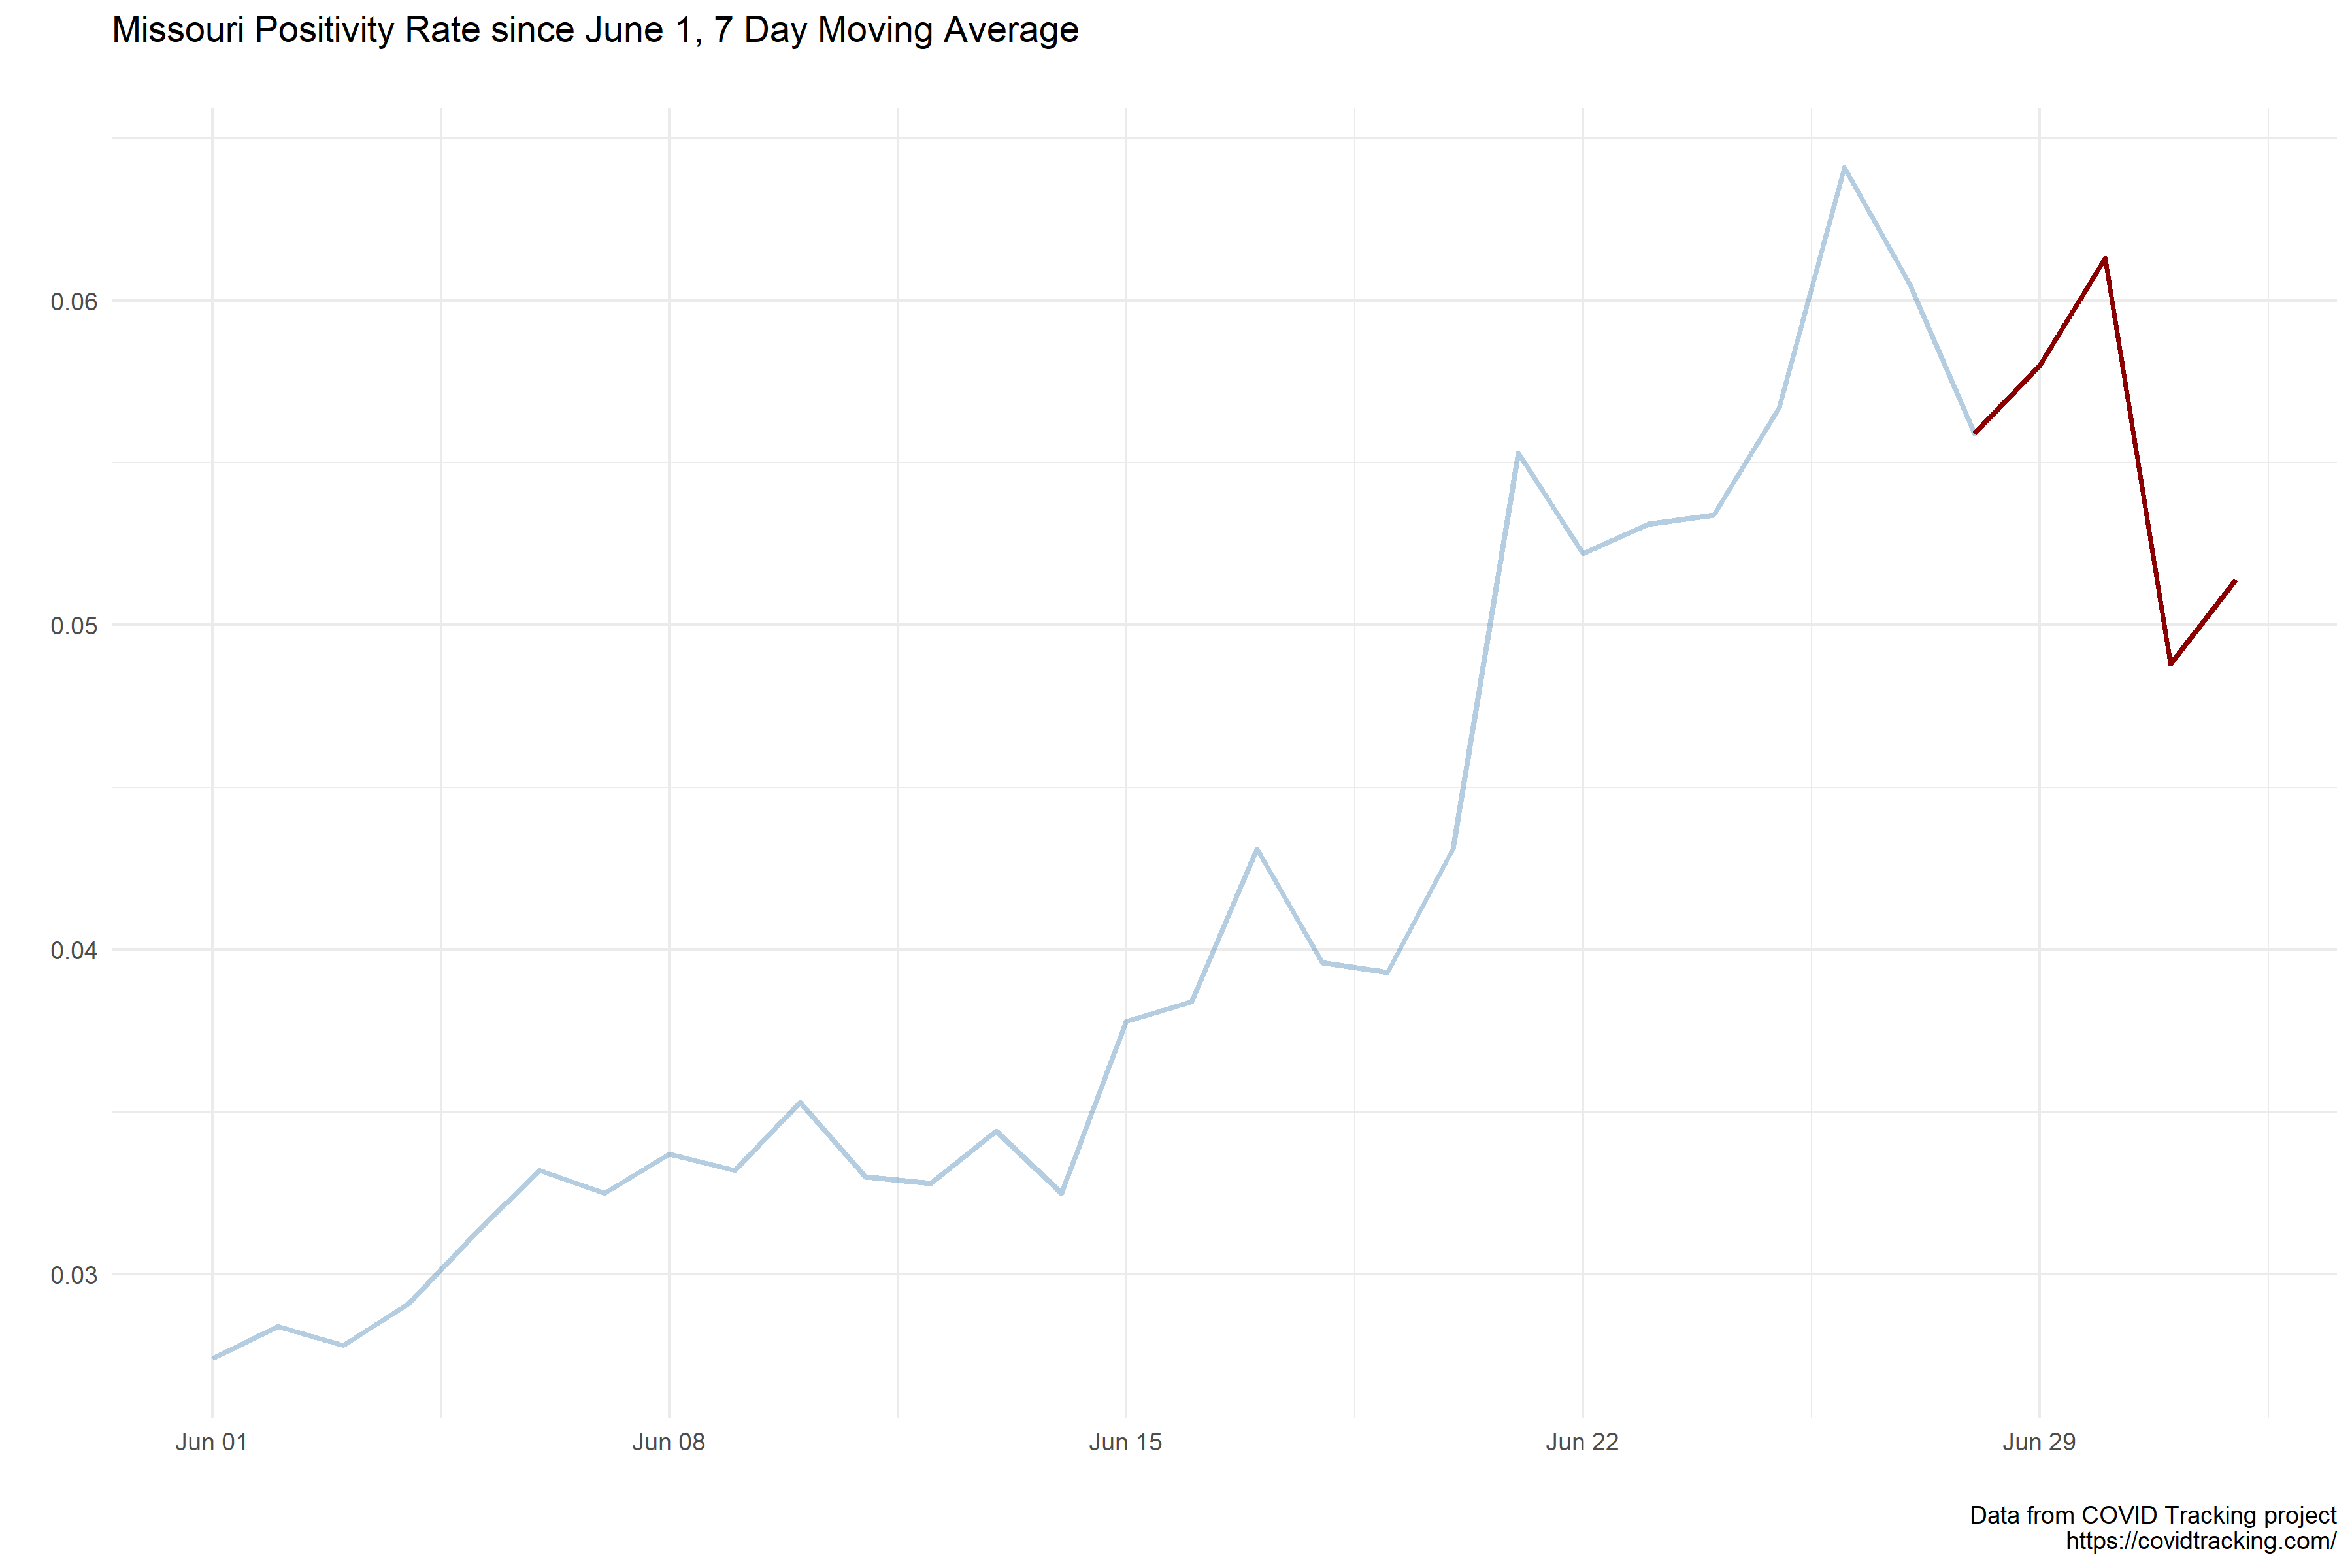 Missouri Positivity Rate since June 1, 7 Day Moving Average
0.06
0.05
0.04
0.03
Jun 01 Jun 08 Jun 15 Jun 22 Jun 29
Data from COVID Tracking project
https://covidtracking.com/